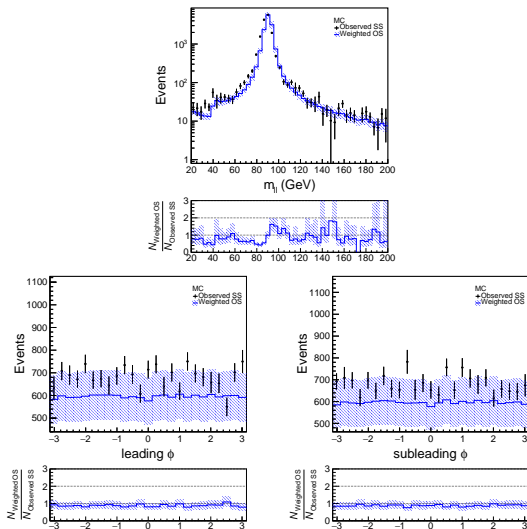 MC
Observed SS
Weighted OS
Events
10³
10²
10
1
20 40 60 80 100 120 140 160 180 200
m_ll (GeV)
N_Weighted OS
N_Observed SS
3
2
1
0
20 40 60 80 100 120 140 160 180 200
MC
Observed SS
Weighted OS
Events
1100
1000
900
800
700
600
500
−3 −2 −1 0 1 2 3
leading ϕ
N_Weighted OS
N_Observed SS
3
2
1
0
−3 −2 −1 0 1 2 3
MC
Observed SS
Weighted OS
Events
1100
1000
900
800
700
600
500
−3 −2 −1 0 1 2 3
subleading ϕ
N_Weighted OS
N_Observed SS
3
2
1
0
−3 −2 −1 0 1 2 3